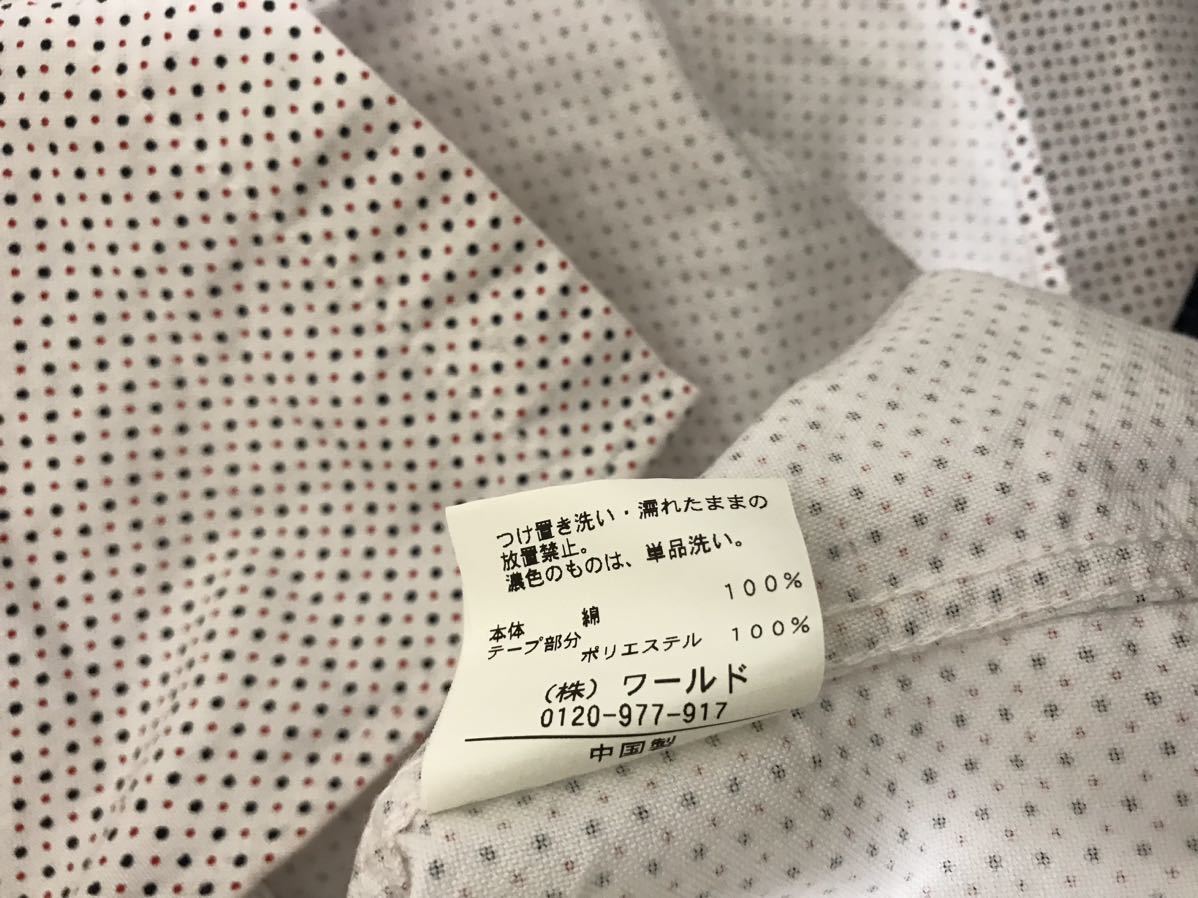 つけ置き洗い・濡れたままの
放置禁止。
濃色のものは、単品洗い。
本体 綿 100%
テープ部分 ポリエステル 100%
(株) ワールド
0120-977-917
中国製